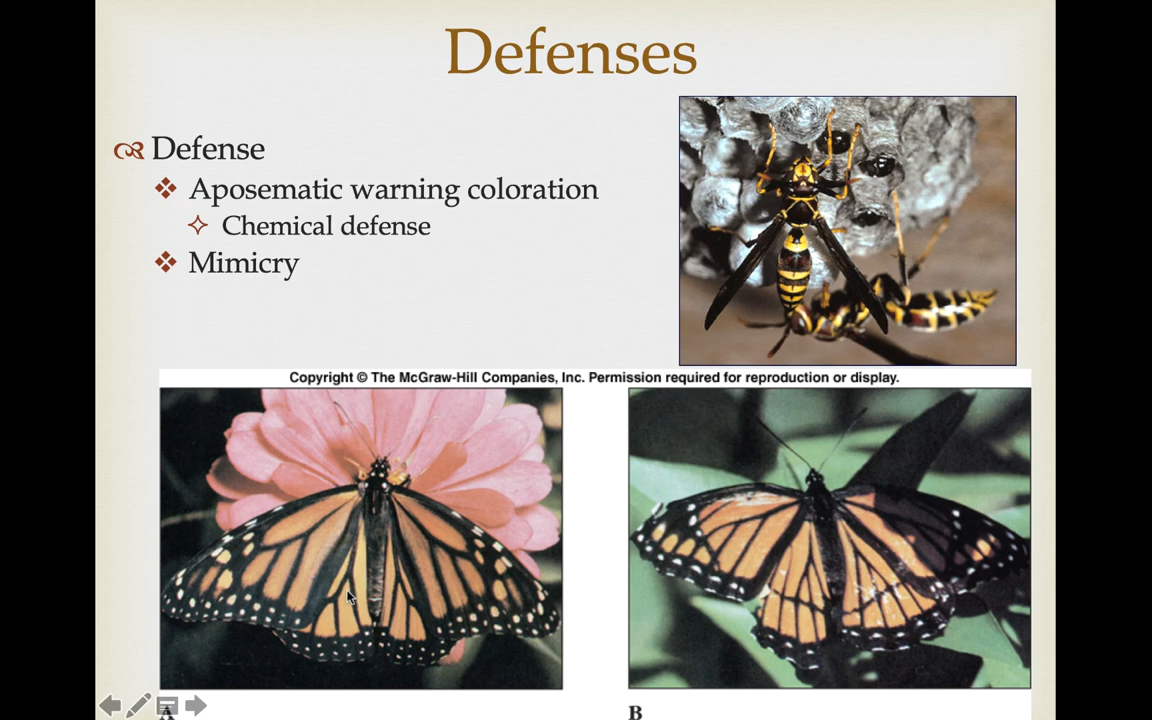 Defenses
Defense
Aposematic warning coloration
Chemical defense
Mimicry
Copyright © The McGraw-Hill Companies, Inc. Permission required for reproduction or display.
A
B